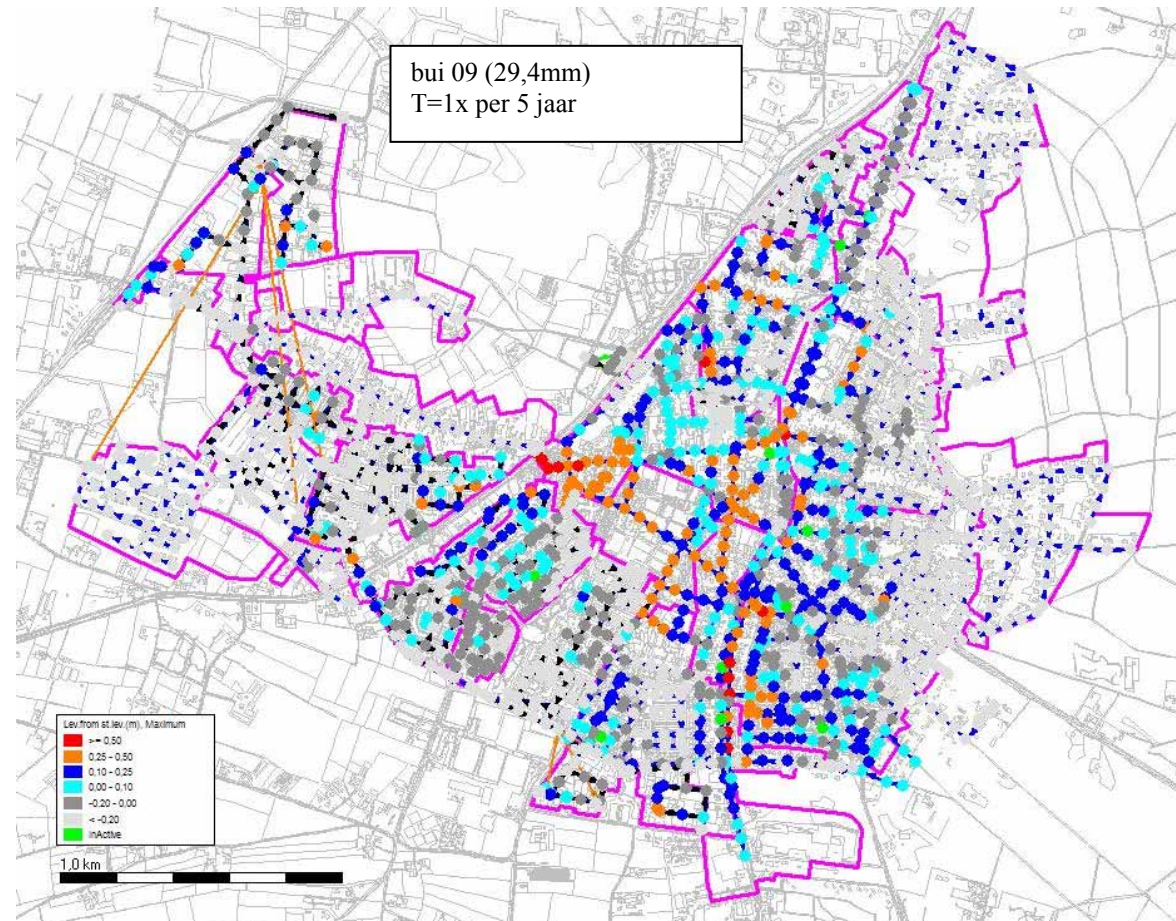 bui 09 (29,4mm)
T=1x per 5 jaar
Lev.from st.lev.(m), Maximum
>= 0,50
0,25 - 0,50
0,10 - 0,25
0,00 - 0,10
-0,20 - 0,00
< -0,20
InActive
1,0 km